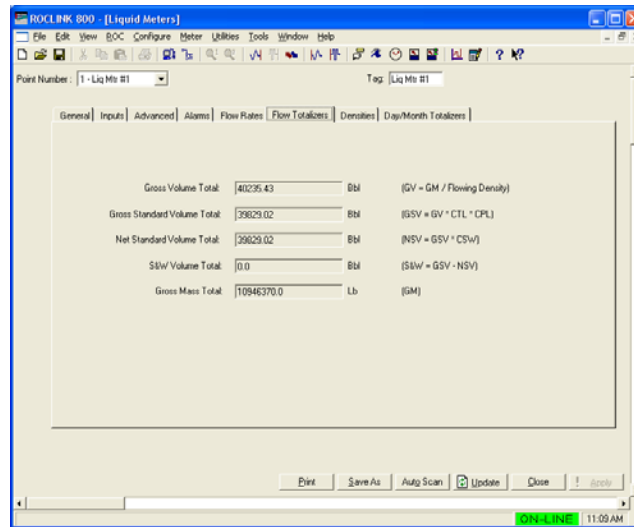 ROCLINK 800 - [Liquid Meters]
File Edit View ROC Configure Meter Utilities Tools Window Help
Point Number: 1 - Liq Mtr #1 Tag: Liq Mtr #1
General Inputs Advanced Alarms Flow Rates Flow Totalizers Densities Day/Month Totalizers
Gross Volume Total: 40235.43 Bbl (GV = GM / Flowing Density)
Gross Standard Volume Total: 39829.02 Bbl (GSV = GV * CTL * CPL)
Net Standard Volume Total: 39829.02 Bbl (NSV = GSV * CSW)
S&W Volume Total: 0.0 Bbl (S&W = GSV - NSV)
Gross Mass Total: 10946370.0 Lb (GM)
Print Save As Auto Scan Update Close ! Apply
ON-LINE 11:09 AM